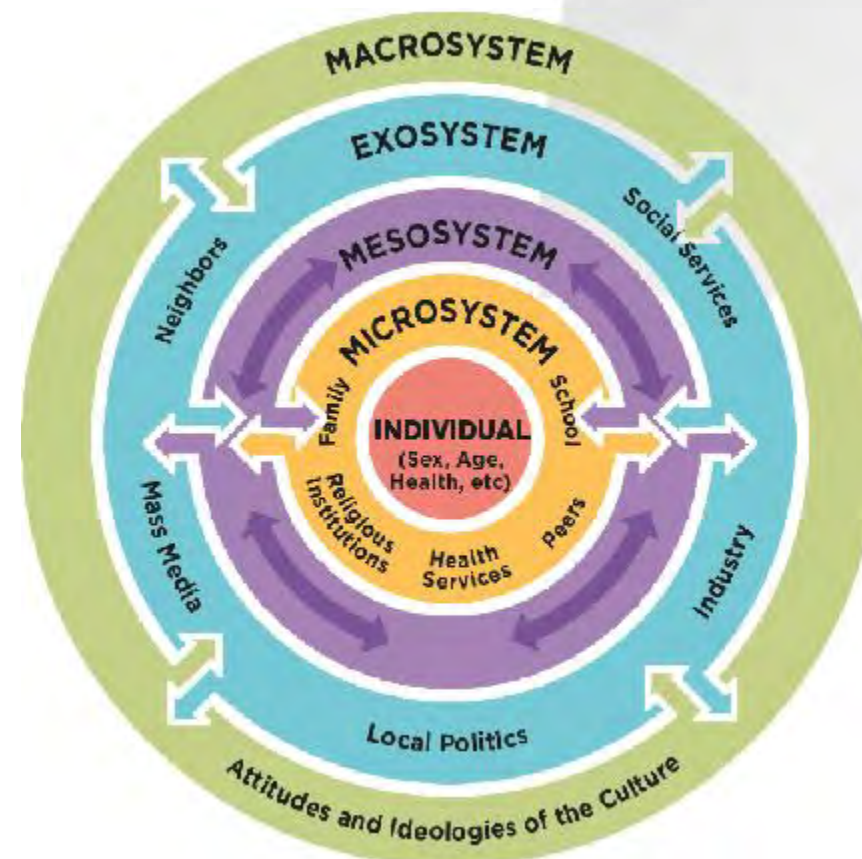 MACROSYSTEM
EXOSYSTEM
Social Services
Neighbors
MESOSYSTEM
MICROSYSTEM
Family
School
INDIVIDUAL
(Sex, Age,
Health, etc)
Religious
Institutions
Health
Services
Peers
Mass Media
Industry
Local Politics
Attitudes and Ideologies of the Culture